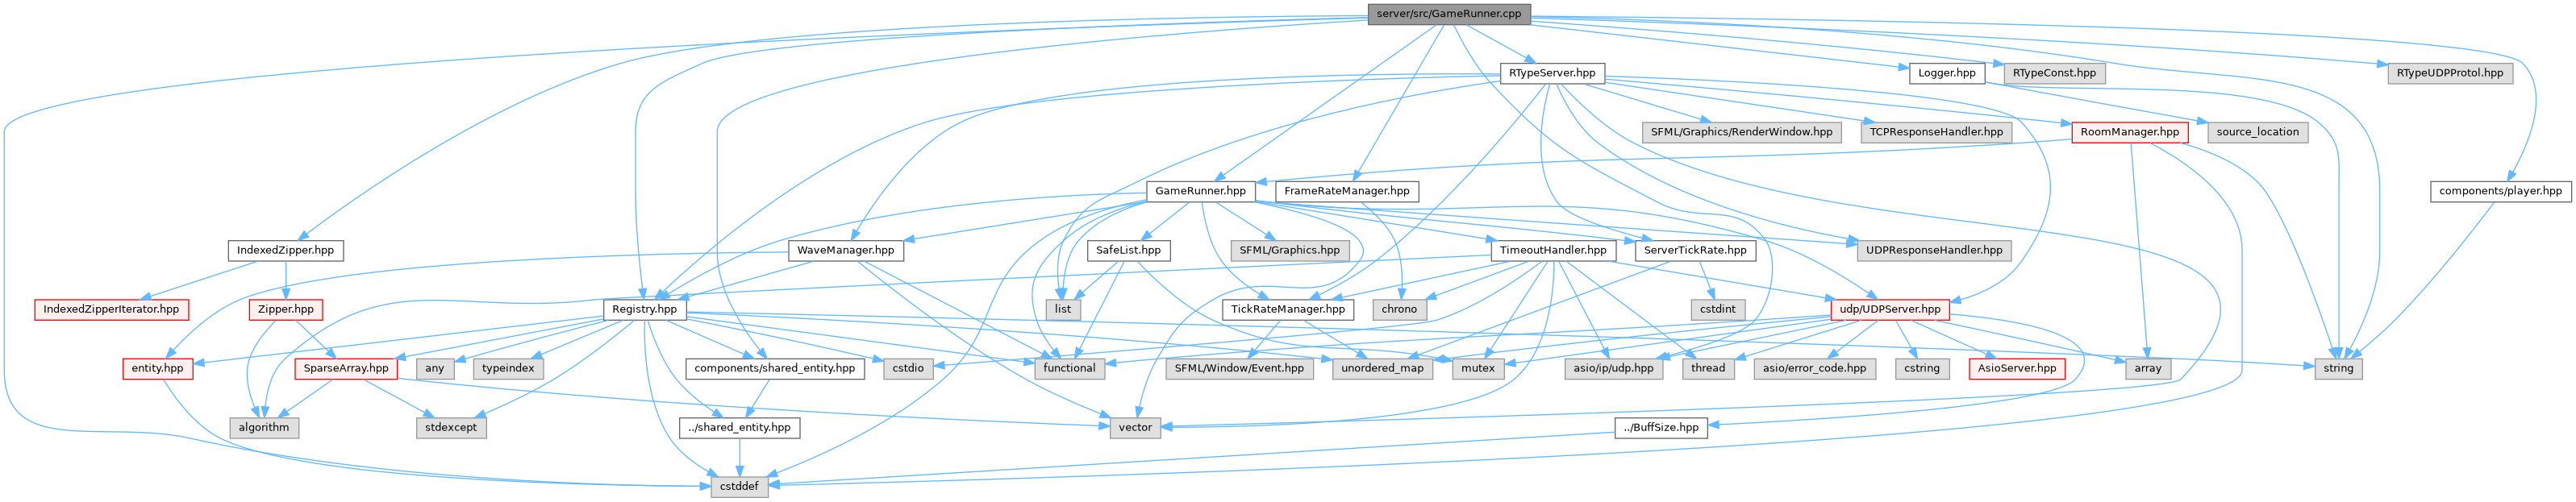 server/src/GameRunner.cpp
RTypeServer.hpp
Logger.hpp
RTypeConst.hpp
RTypeUDPProtol.hpp
SFML/Graphics/RenderWindow.hpp
TCPResponseHandler.hpp
RoomManager.hpp
source_location
GameRunner.hpp
FrameRateManager.hpp
components/player.hpp
IndexedZipper.hpp
WaveManager.hpp
SafeList.hpp
SFML/Graphics.hpp
TimeoutHandler.hpp
ServerTickRate.hpp
UDPResponseHandler.hpp
IndexedZipperIterator.hpp
Zipper.hpp
Registry.hpp
list
TickRateManager.hpp
chrono
cstdint
udp/UDPServer.hpp
entity.hpp
SparseArray.hpp
any
typeindex
components/shared_entity.hpp
cstdio
functional
SFML/Window/Event.hpp
unordered_map
mutex
asio/ip/udp.hpp
thread
asio/error_code.hpp
cstring
AsioServer.hpp
array
string
algorithm
stdexcept
../shared_entity.hpp
vector
../BuffSize.hpp
cstddef